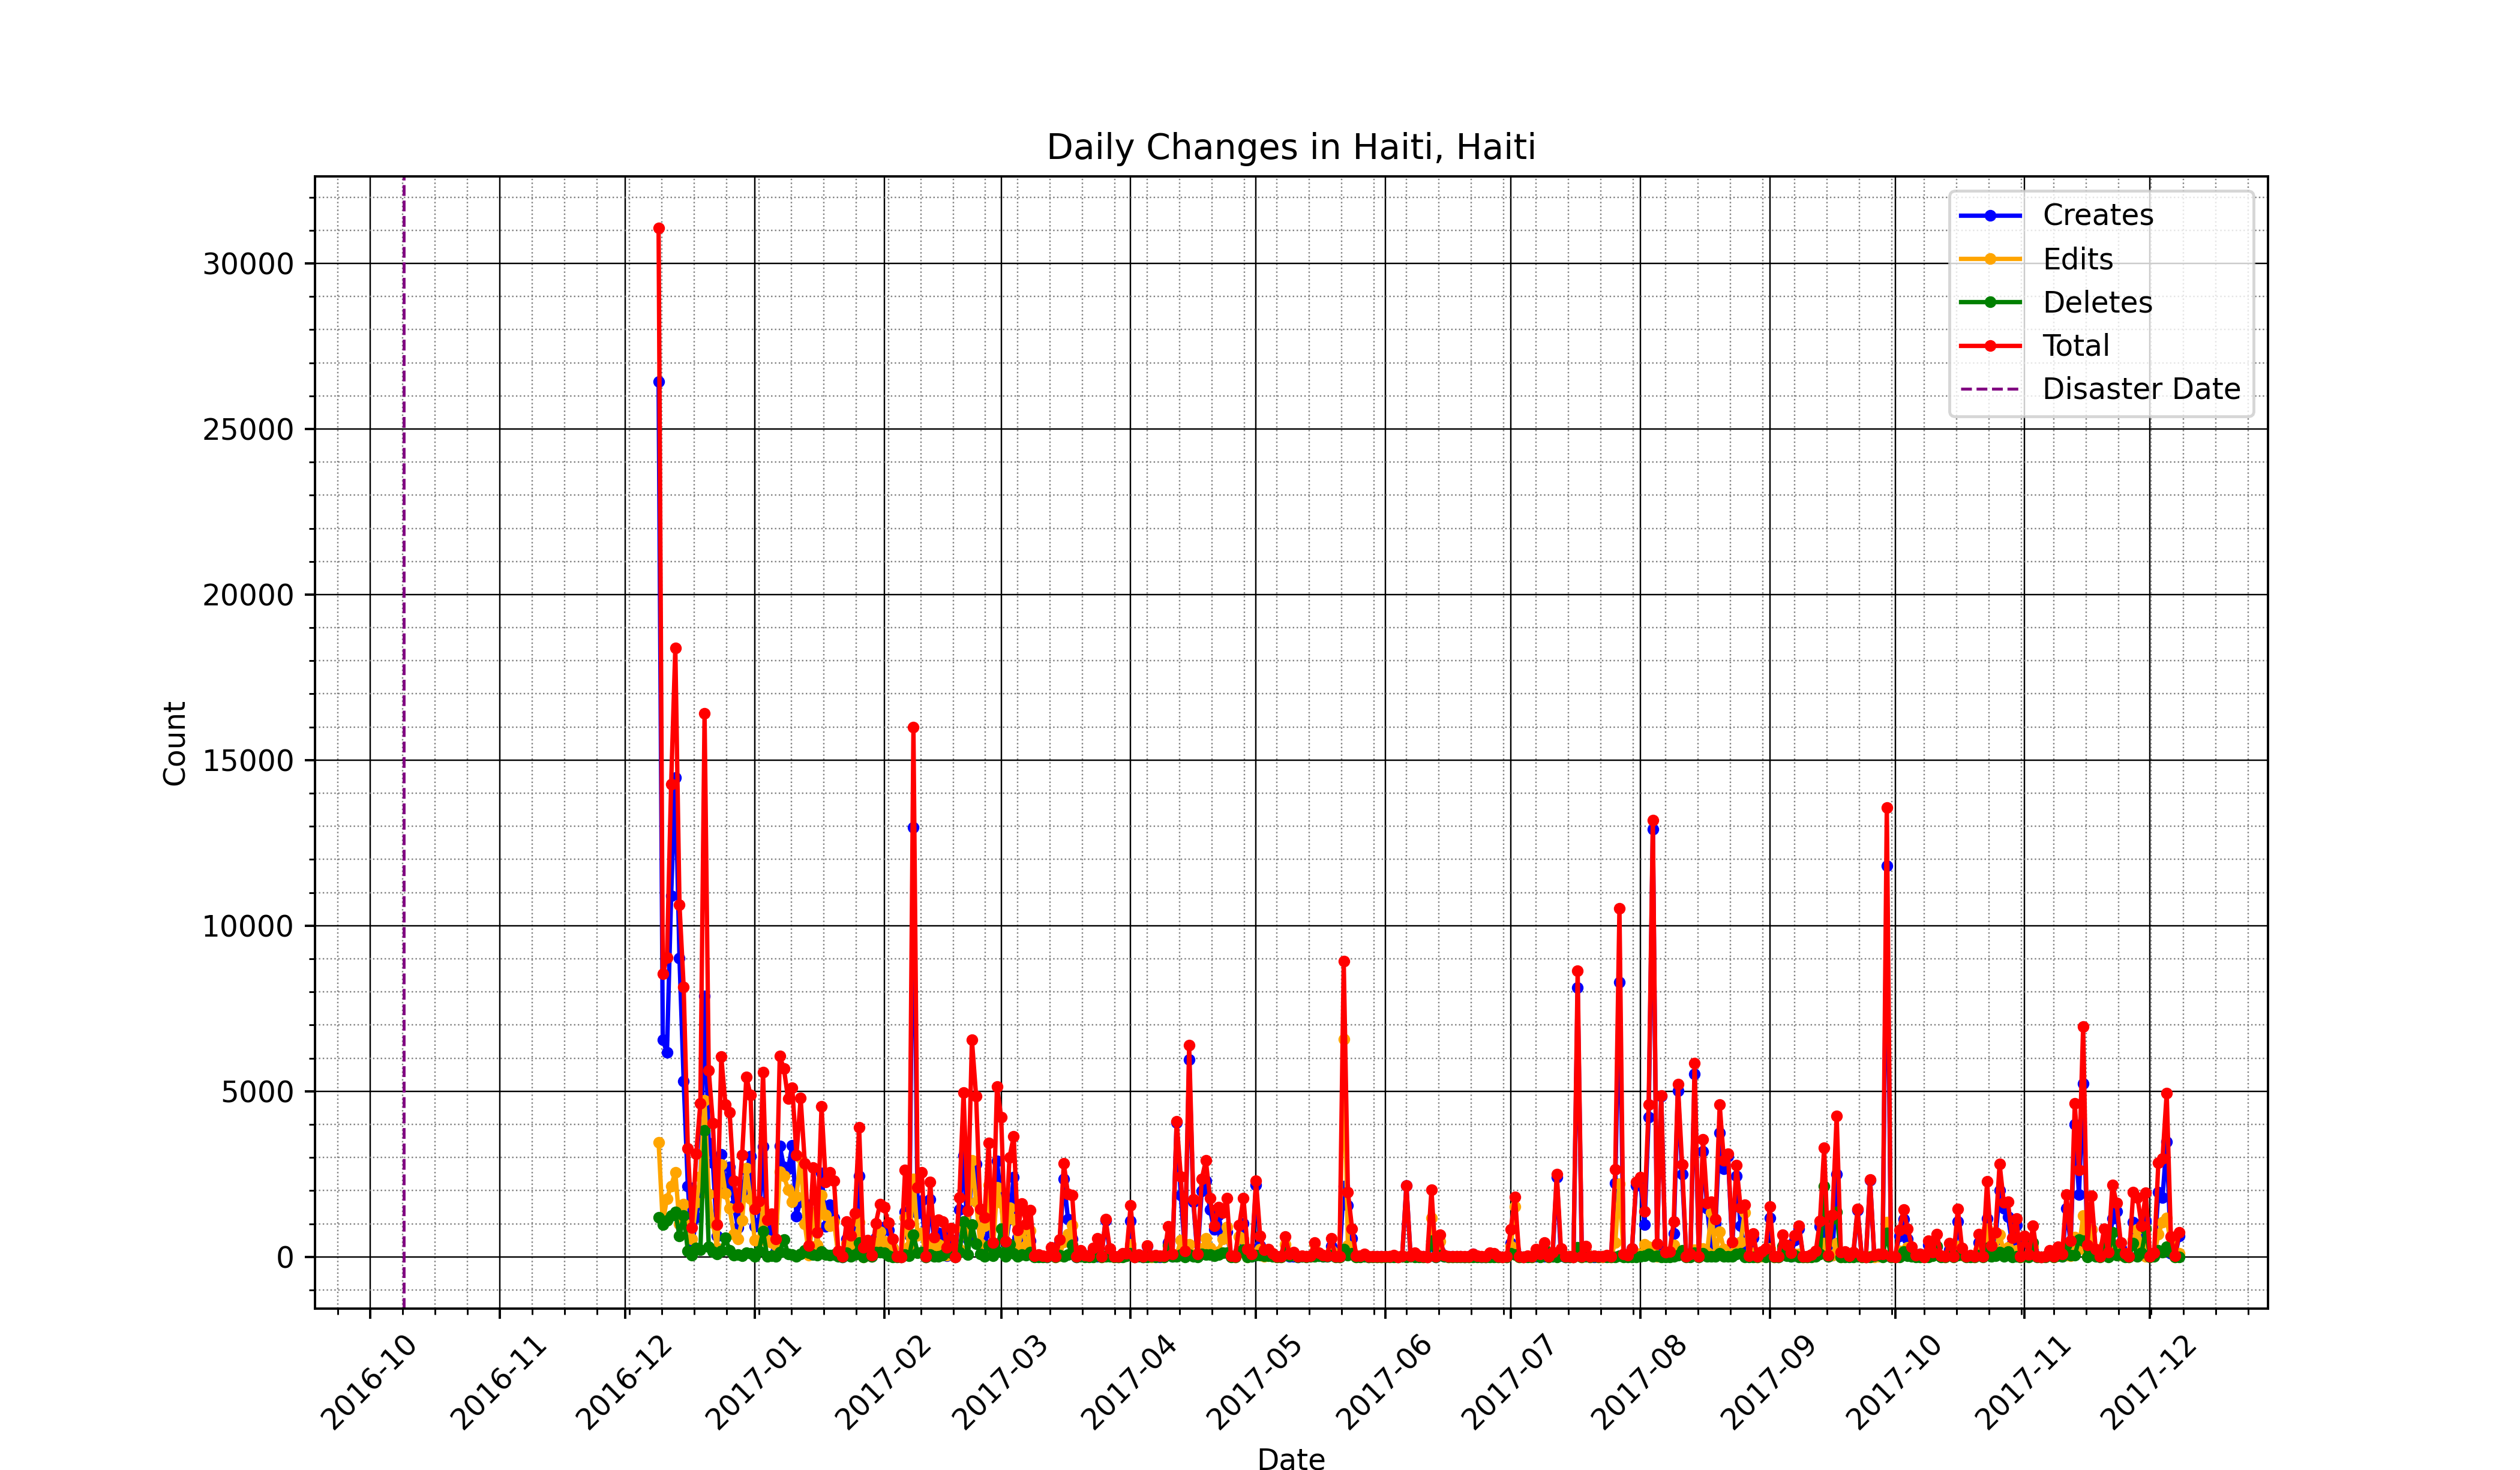 Daily Changes in Haiti, Haiti
Creates
Edits
Deletes
Total
Disaster Date
30000
25000
20000
15000
10000
5000
0
Count
2016-10
2016-11
2016-12
2017-01
2017-02
2017-03
2017-04
2017-05
2017-06
2017-07
2017-08
2017-09
2017-10
2017-11
2017-12
Date